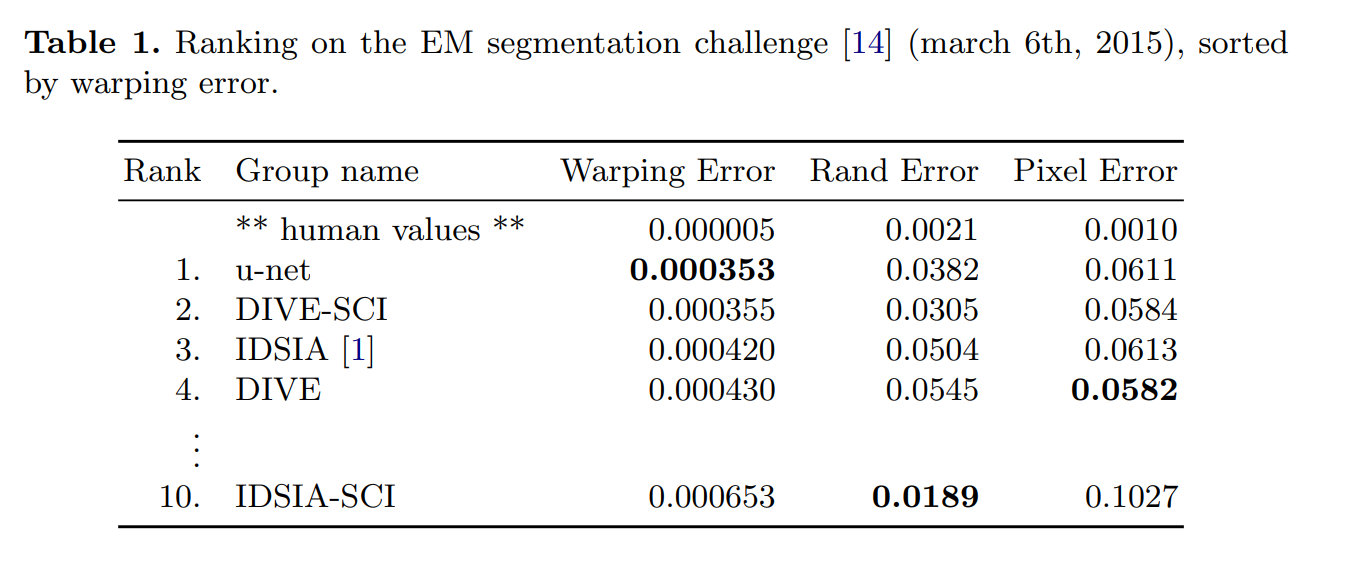 Table 1. Ranking on the EM segmentation challenge [14] (march 6th, 2015), sorted
by warping error.
Rank Group name Warping Error Rand Error Pixel Error
** human values ** 0.000005 0.0021 0.0010
1. u-net 0.000353 0.0382 0.0611
2. DIVE-SCI 0.000355 0.0305 0.0584
3. IDSIA [1] 0.000420 0.0504 0.0613
4. DIVE 0.000430 0.0545 0.0582
⋮
10. IDSIA-SCI 0.000653 0.0189 0.1027